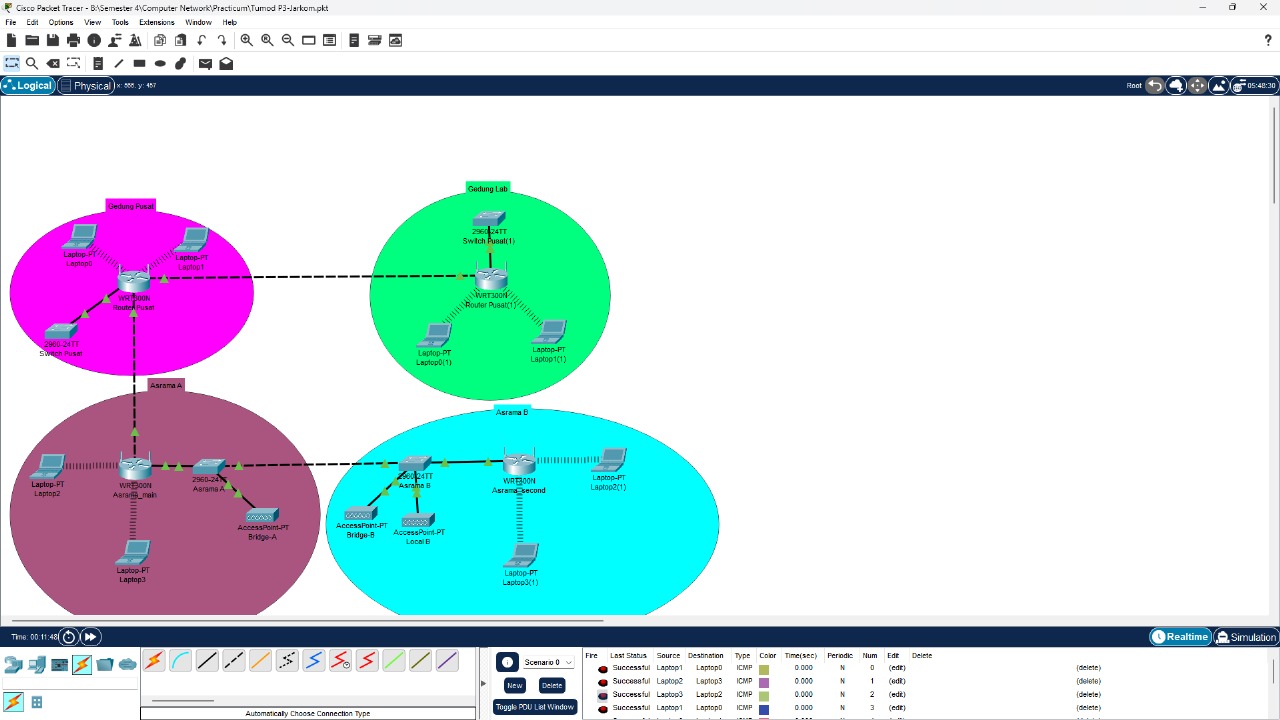 Cisco Packet Tracer - B:\Semester 4\Computer Network\Practicum\Tumod P3-Jarkom.pkt
File Edit Options View Tools Extensions Window Help
Logical Physical x: 866, y: 467 Root 05:48:30
Gedung Pusat
Laptop-PT
Laptop0
Laptop-PT
Laptop1
WRT300N
Router Pusat
2960-24TT
Switch Pusat
Gedung Lab
2960-24TT
Switch Pusat(1)
WRT300N
Router Pusat(1)
Laptop-PT
Laptop0(1)
Laptop-PT
Laptop1(1)
Asrama A
Laptop-PT
Laptop2
WRT300N
Asrama_main
2960-24TT
Asrama A
AccessPoint-PT
Bridge-A
Laptop-PT
Laptop3
Asrama B
2960-24TT
Asrama B
WRT300N
Asrama_second
Laptop-PT
Laptop2(1)
AccessPoint-PT
Bridge-B
AccessPoint-PT
Local B
Laptop-PT
Laptop3(1)
Time: 00:11:48 Realtime Simulation
Automatically Choose Connection Type
Scenario 0
New Delete
Toggle PDU List Window
Fire Last Status Source Destination Type Color Time(sec) Periodic Num Edit Delete
Successful Laptop1 Laptop0 ICMP 0.000 N 0 (edit) (delete)
Successful Laptop2 Laptop3 ICMP 0.000 N 1 (edit) (delete)
Successful Laptop3 Laptop2 ICMP 0.000 N 2 (edit) (delete)
Successful Laptop1 Laptop0 ICMP 0.000 N 3 (edit) (delete)